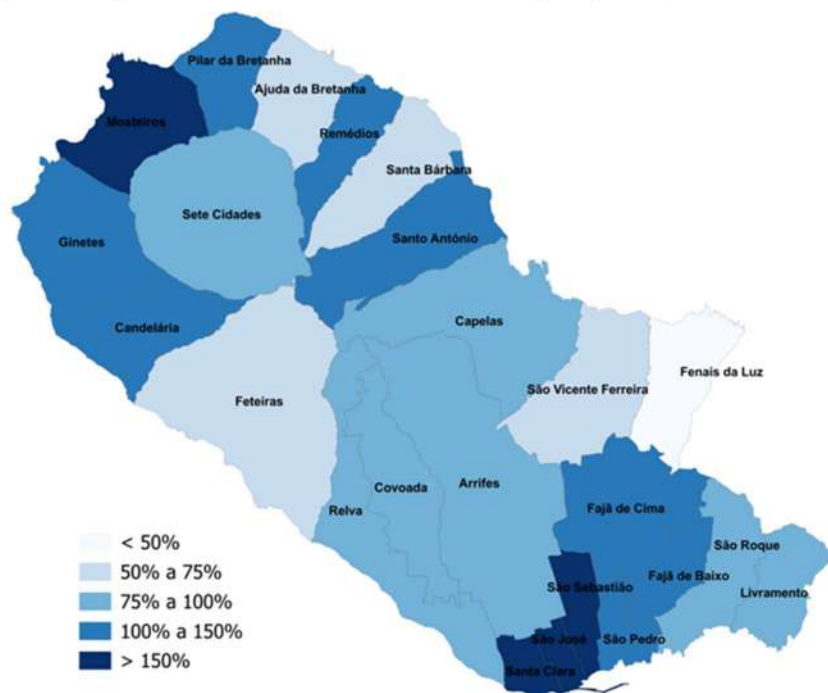 Pilar da Bretanha
Ajuda da Bretanha
Mosteiros
Remédios
Santa Bárbara
Sete Cidades
Ginetes
Santo António
Candelária
Capelas
Fenais da Luz
São Vicente Ferreira
Feteiras
Arrifes
Covoada
Relva
Fajã de Cima
São Roque
São Sebastião
Fajã de Baixo
Livramento
São José
São Pedro
Santa Clara
< 50%
50% a 75%
75% a 100%
100% a 150%
> 150%